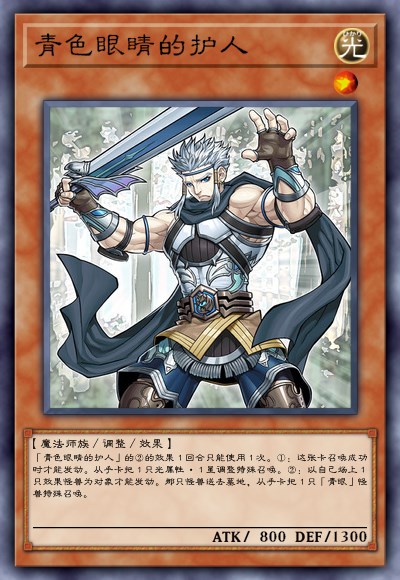 青色眼睛的护人
ひかり
光
【魔法师族／调整／效果】
「青色眼睛的护人」的②的效果1回合只能使用1次。①：这张卡召唤成功
时才能发动。从手卡把1只光属性·1星调整特殊召唤。②：以自己场上1
只效果怪兽为对象才能发动。那只怪兽送去墓地，从手卡把1只「青眼」怪
兽特殊召唤。
ATK/ 800 DEF/1300